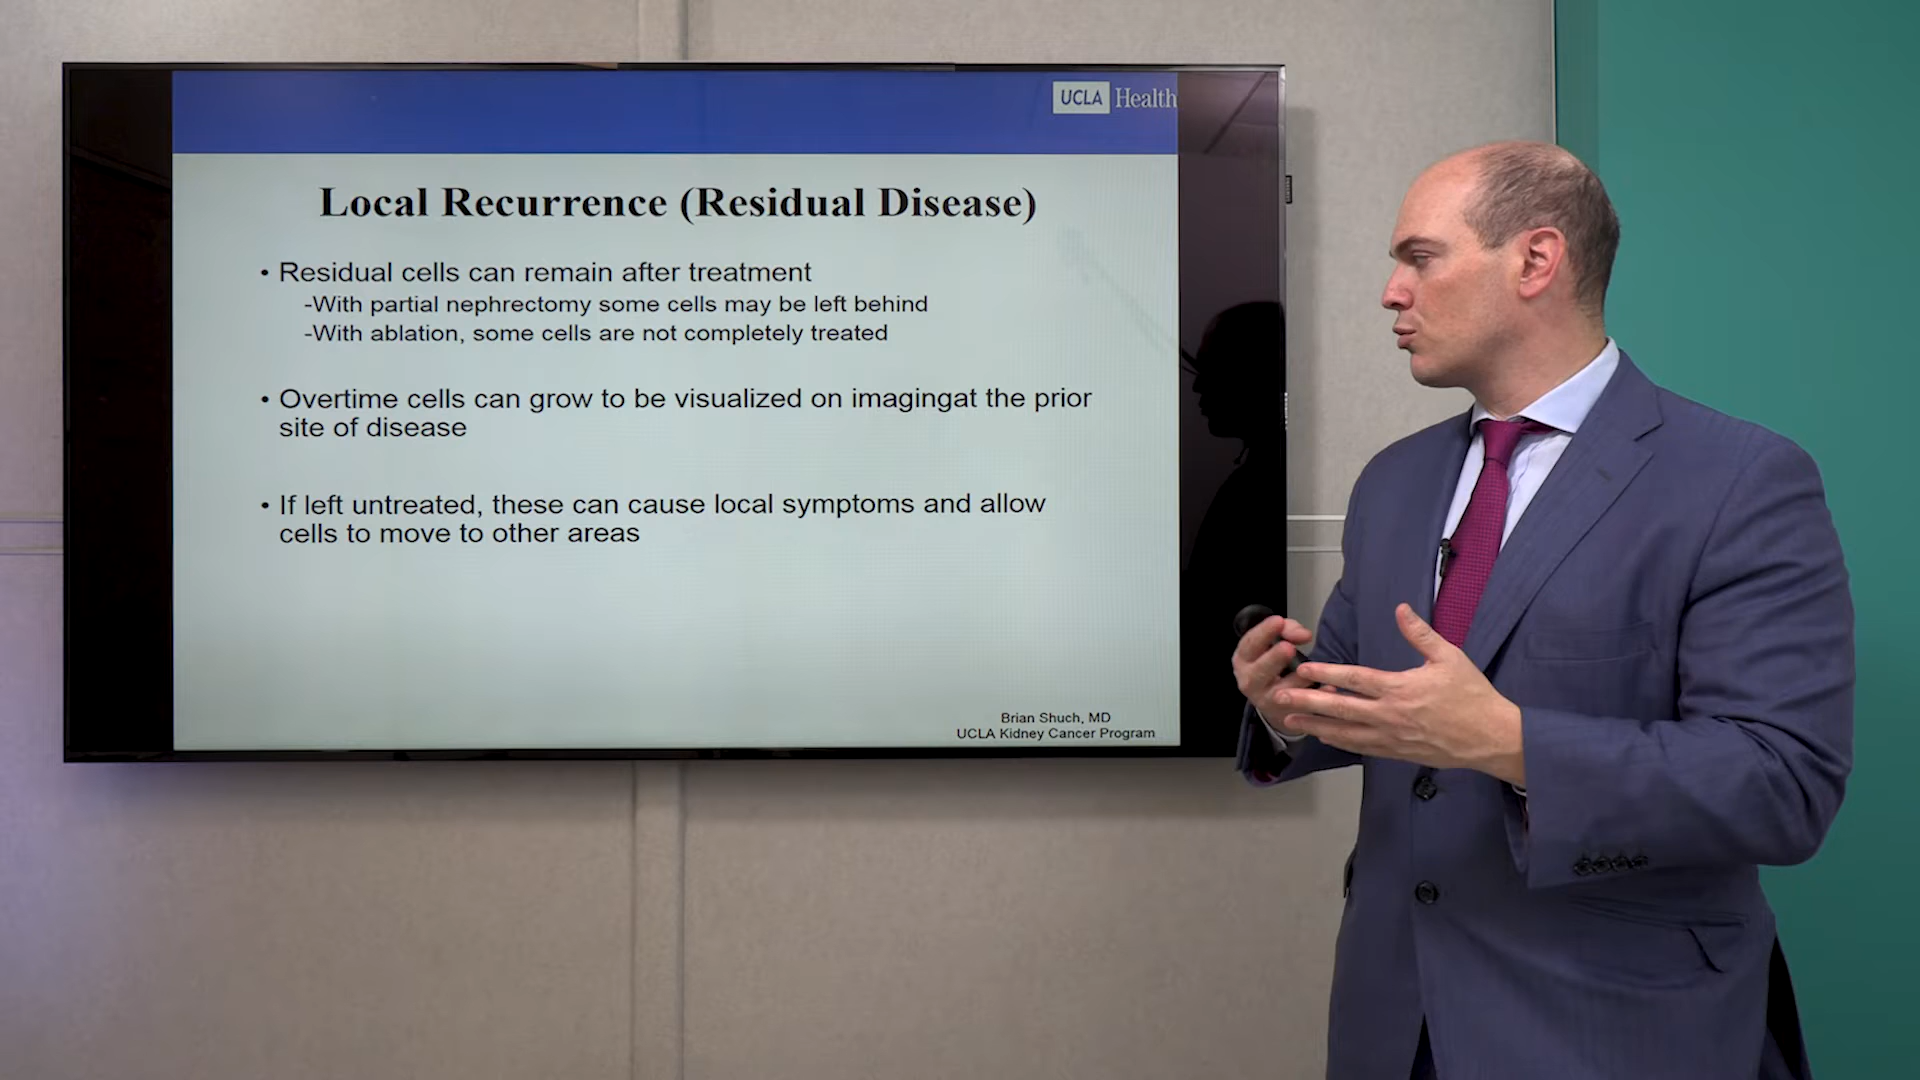 UCLA Health
Local Recurrence (Residual Disease)
• Residual cells can remain after treatment
-With partial nephrectomy some cells may be left behind
-With ablation, some cells are not completely treated
• Overtime cells can grow to be visualized on imagingat the prior
site of disease
• If left untreated, these can cause local symptoms and allow
cells to move to other areas
Brian Shuch, MD
UCLA Kidney Cancer Program